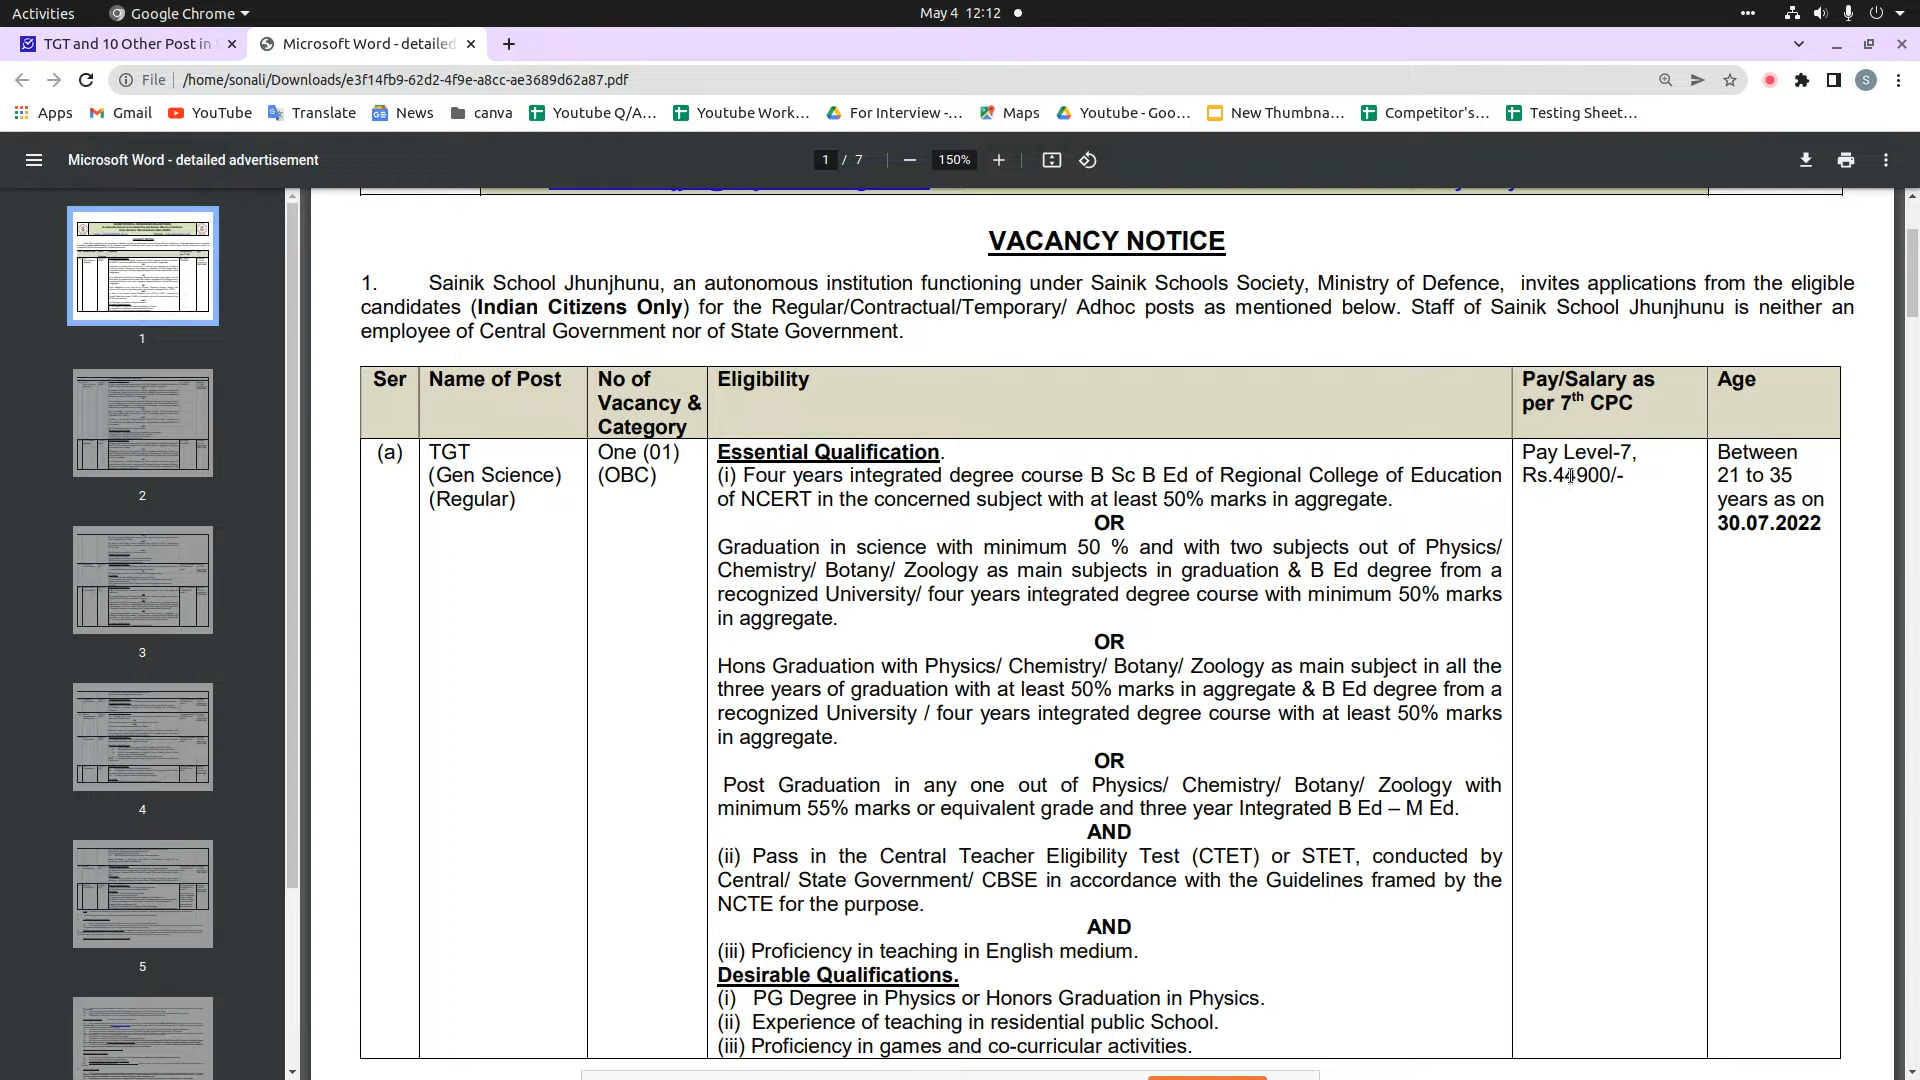 Activities
Google Chrome
May 4 12:12
TGT and 10 Other Post in
Microsoft Word - detailed
File
/home/sonali/Downloads/e3f14fb9-62d2-4f9e-a8cc-ae3689d62a87.pdf
S
Apps
Gmail
YouTube
Translate
News
canva
Youtube Q/A...
Youtube Work...
For Interview -...
Maps
Youtube - Goo...
New Thumbna...
Competitor's...
Testing Sheet...
Microsoft Word - detailed advertisement
1 / 7
150%
1
2
3
4
5
VACANCY NOTICE
1. Sainik School Jhunjhunu, an autonomous institution functioning under Sainik Schools Society, Ministry of Defence, invites applications from the eligible
candidates (Indian Citizens Only) for the Regular/Contractual/Temporary/ Adhoc posts as mentioned below. Staff of Sainik School Jhunjhunu is neither an
employee of Central Government nor of State Government.
Ser
Name of Post
No of
Vacancy &
Category
Eligibility
Pay/Salary as
per 7th CPC
Age
(a)
TGT
(Gen Science)
(Regular)
One (01)
(OBC)
Essential Qualification.
(i) Four years integrated degree course B Sc B Ed of Regional College of Education
of NCERT in the concerned subject with at least 50% marks in aggregate.
OR
Graduation in science with minimum 50 % and with two subjects out of Physics/
Chemistry/ Botany/ Zoology as main subjects in graduation & B Ed degree from a
recognized University/ four years integrated degree course with minimum 50% marks
in aggregate.
OR
Hons Graduation with Physics/ Chemistry/ Botany/ Zoology as main subject in all the
three years of graduation with at least 50% marks in aggregate & B Ed degree from a
recognized University / four years integrated degree course with at least 50% marks
in aggregate.
OR
Post Graduation in any one out of Physics/ Chemistry/ Botany/ Zoology with
minimum 55% marks or equivalent grade and three year Integrated B Ed – M Ed.
AND
(ii) Pass in the Central Teacher Eligibility Test (CTET) or STET, conducted by
Central/ State Government/ CBSE in accordance with the Guidelines framed by the
NCTE for the purpose.
AND
(iii) Proficiency in teaching in English medium.
Desirable Qualifications.
(i) PG Degree in Physics or Honors Graduation in Physics.
(ii) Experience of teaching in residential public School.
(iii) Proficiency in games and co-curricular activities.
Pay Level-7,
Rs.44900/-
Between
21 to 35
years as on
30.07.2022